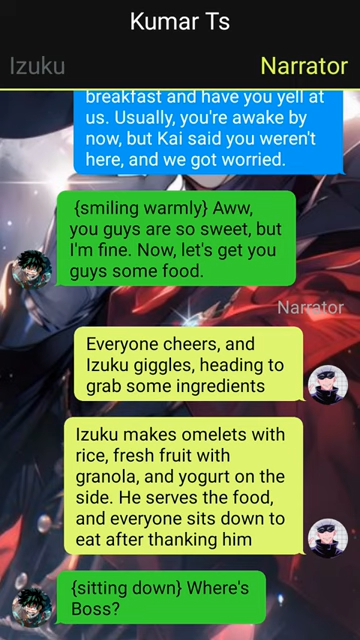 Kumar Ts
Izuku Narrator
breakfast and have you yell at
us. Usually, you're awake by
now, but Kai said you weren't
here, and we got worried.
{smiling warmly} Aww,
you guys are so sweet, but
I'm fine. Now, let's get you
guys some food.
Narrator
Everyone cheers, and
Izuku giggles, heading to
grab some ingredients
Izuku makes omelets with
rice, fresh fruit with
granola, and yogurt on the
side. He serves the food,
and everyone sits down to
eat after thanking him
{sitting down} Where's
Boss?